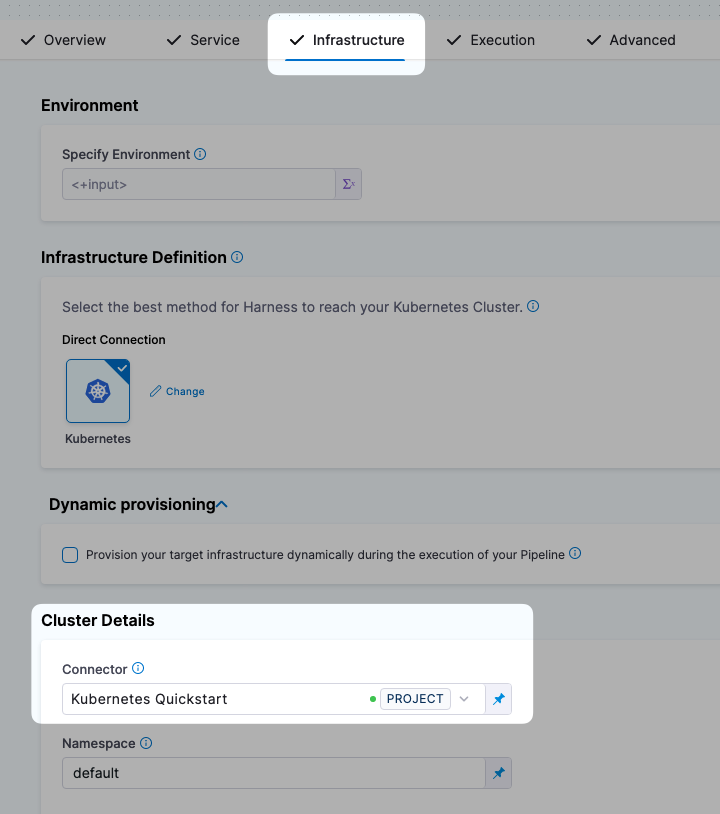 Overview Service Infrastructure Execution Advanced
Environment
Specify Environment
<+input>
Infrastructure Definition
Select the best method for Harness to reach your Kubernetes Cluster.
Direct Connection
Change
Kubernetes
Dynamic provisioning
Provision your target infrastructure dynamically during the execution of your Pipeline
Cluster Details
Connector
Kubernetes Quickstart PROJECT
Namespace
default